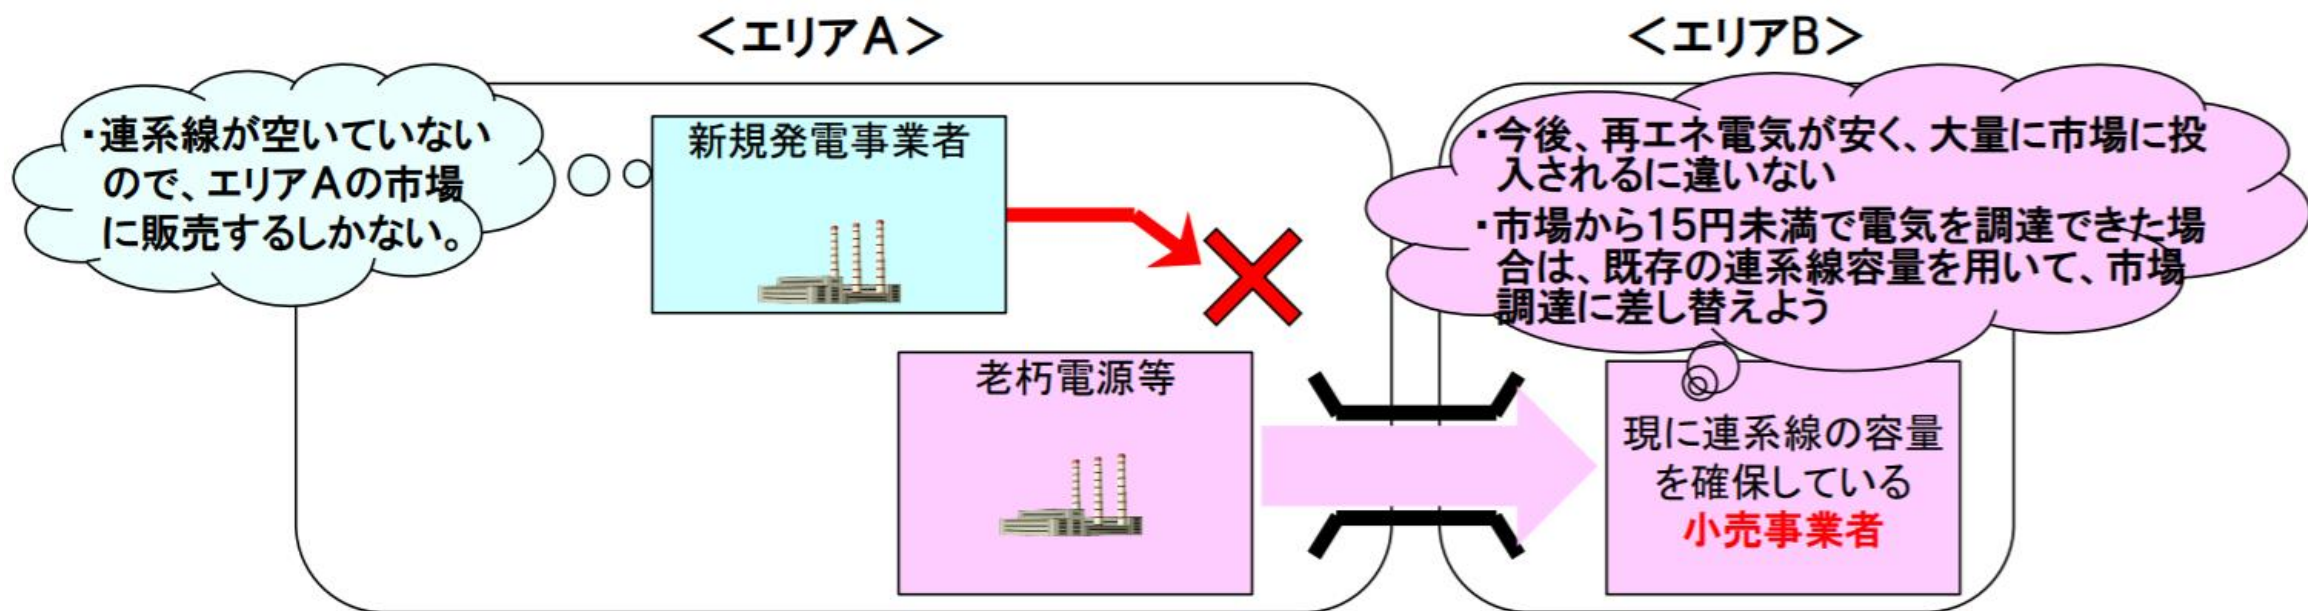 ＜エリアA＞
＜エリアB＞
・連系線が空いていない
ので、エリアAの市場
に販売するしかない。
新規発電事業者
・今後、再エネ電気が安く、大量に市場に投
入されるに違いない
・市場から15円未満で電気を調達できた場
合は、既存の連系線容量を用いて、市場
調達に差し替えよう
老朽電源等
現に連系線の容量
を確保している
小売事業者